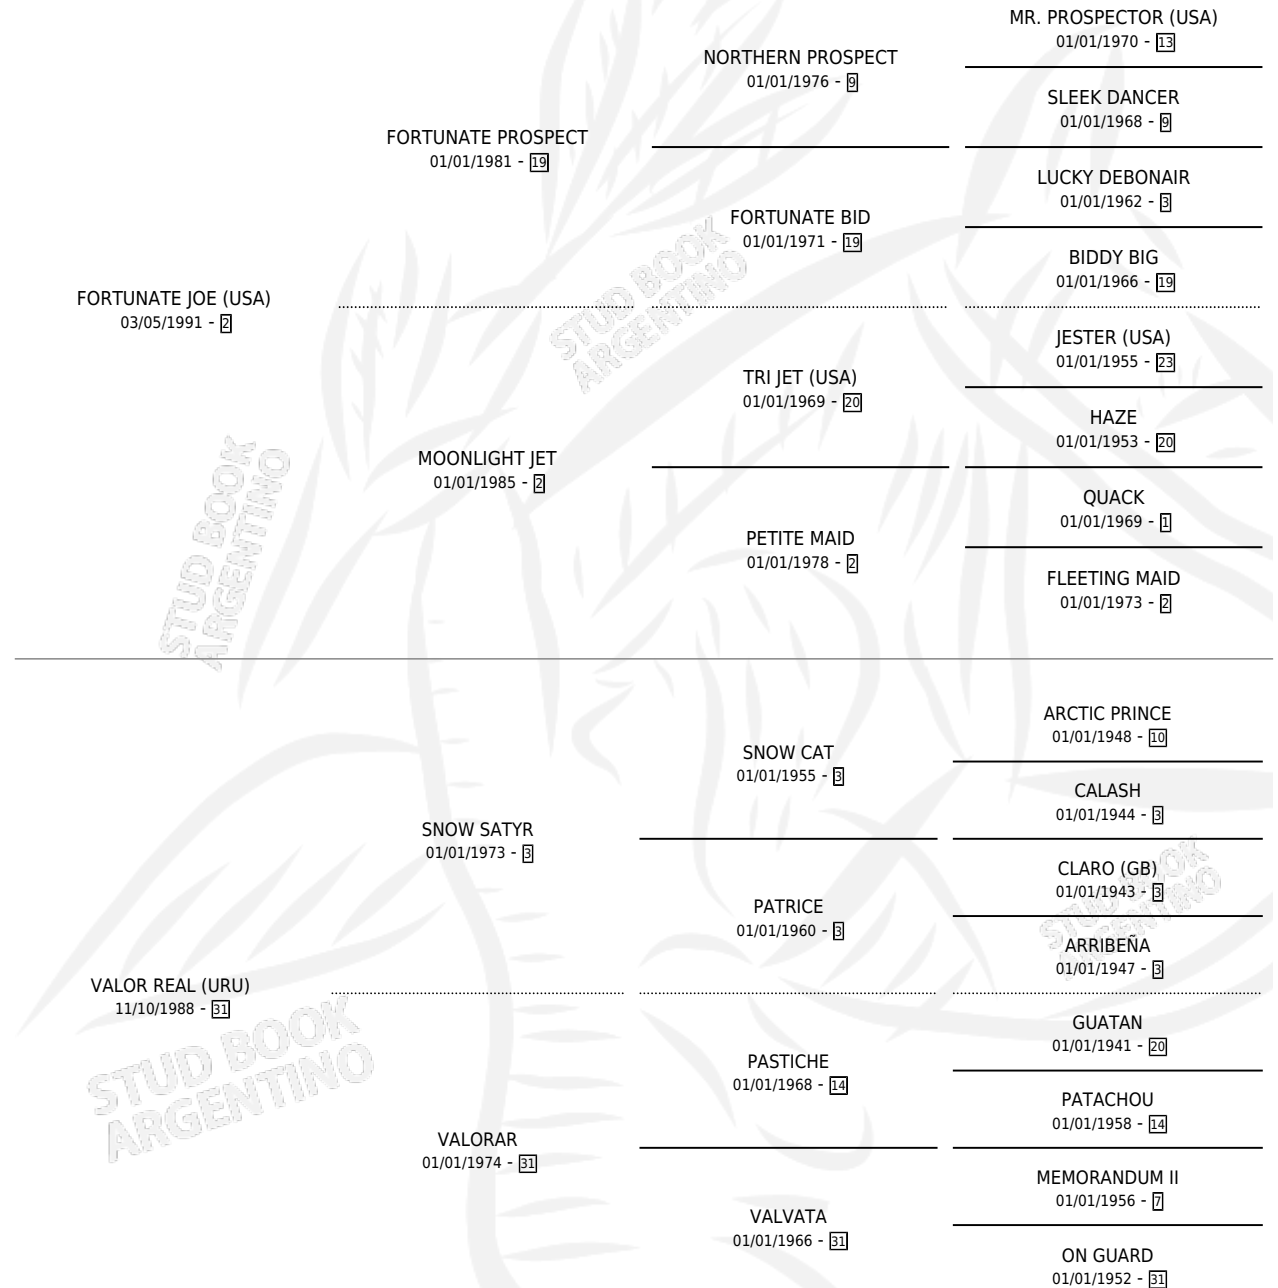 MR. PROSPECTOR (USA)
01/01/1970 - 13
NORTHERN PROSPECT
01/01/1976 - 9
SLEEK DANCER
01/01/1968 - 9
FORTUNATE PROSPECT
01/01/1981 - 19
LUCKY DEBONAIR
01/01/1962 - 3
FORTUNATE BID
01/01/1971 - 19
BIDDY BIG
01/01/1966 - 19
FORTUNATE JOE (USA)
03/05/1991 - 2
JESTER (USA)
01/01/1955 - 23
TRI JET (USA)
01/01/1969 - 20
HAZE
01/01/1953 - 20
MOONLIGHT JET
01/01/1985 - 2
QUACK
01/01/1969 - 1
PETITE MAID
01/01/1978 - 2
FLEETING MAID
01/01/1973 - 2
ARCTIC PRINCE
01/01/1948 - 10
SNOW CAT
01/01/1955 - 3
CALASH
01/01/1944 - 3
SNOW SATYR
01/01/1973 - 3
CLARO (GB)
01/01/1943 - 3
PATRICE
01/01/1960 - 3
ARRIBEÑA
01/01/1947 - 3
VALOR REAL (URU)
11/10/1988 - 31
GUATAN
01/01/1941 - 20
PASTICHE
01/01/1968 - 14
PATACHOU
01/01/1958 - 14
VALORAR
01/01/1974 - 31
MEMORANDUM II
01/01/1956 - 7
VALVATA
01/01/1966 - 31
ON GUARD
01/01/1952 - 31
STUD BOOK
ARGENTINO
STUD BOOK
ARGENTINO
STUD BOOK
ARGENTINO
STUD BOOK
ARGENTINO